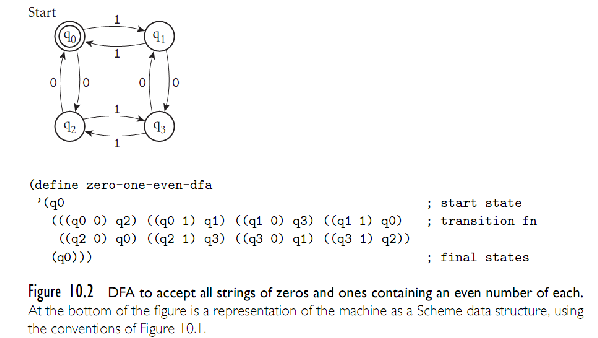 Start
1
q0
q1
1
0
0
0
0
1
q2
q3
1
(define zero-one-even-dfa
'(q0 ; start state
(((q0 0) q2) ((q0 1) q1) ((q1 0) q3) ((q1 1) q0) ; transition fn
((q2 0) q0) ((q2 1) q3) ((q3 0) q1) ((q3 1) q2))
(q0))) ; final states
Figure 10.2 DFA to accept all strings of zeros and ones containing an even number of each.
At the bottom of the figure is a representation of the machine as a Scheme data structure, using
the conventions of Figure 10.1.